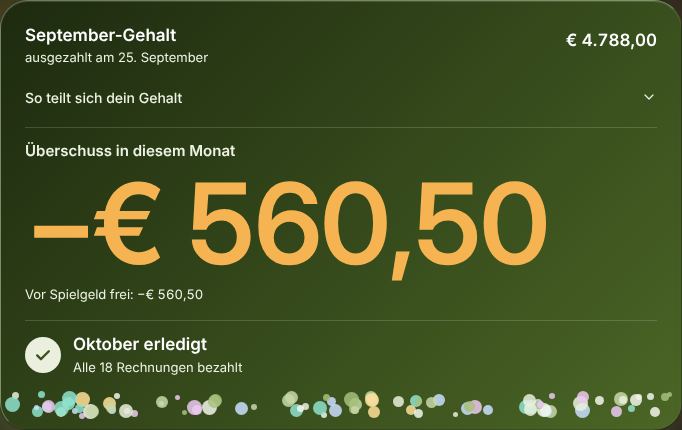 September-Gehalt
€ 4.788,00
ausgezahlt am 25. September
So teilt sich dein Gehalt
Überschuss in diesem Monat
−€ 560,50
Vor Spielgeld frei: −€ 560,50
Oktober erledigt
Alle 18 Rechnungen bezahlt